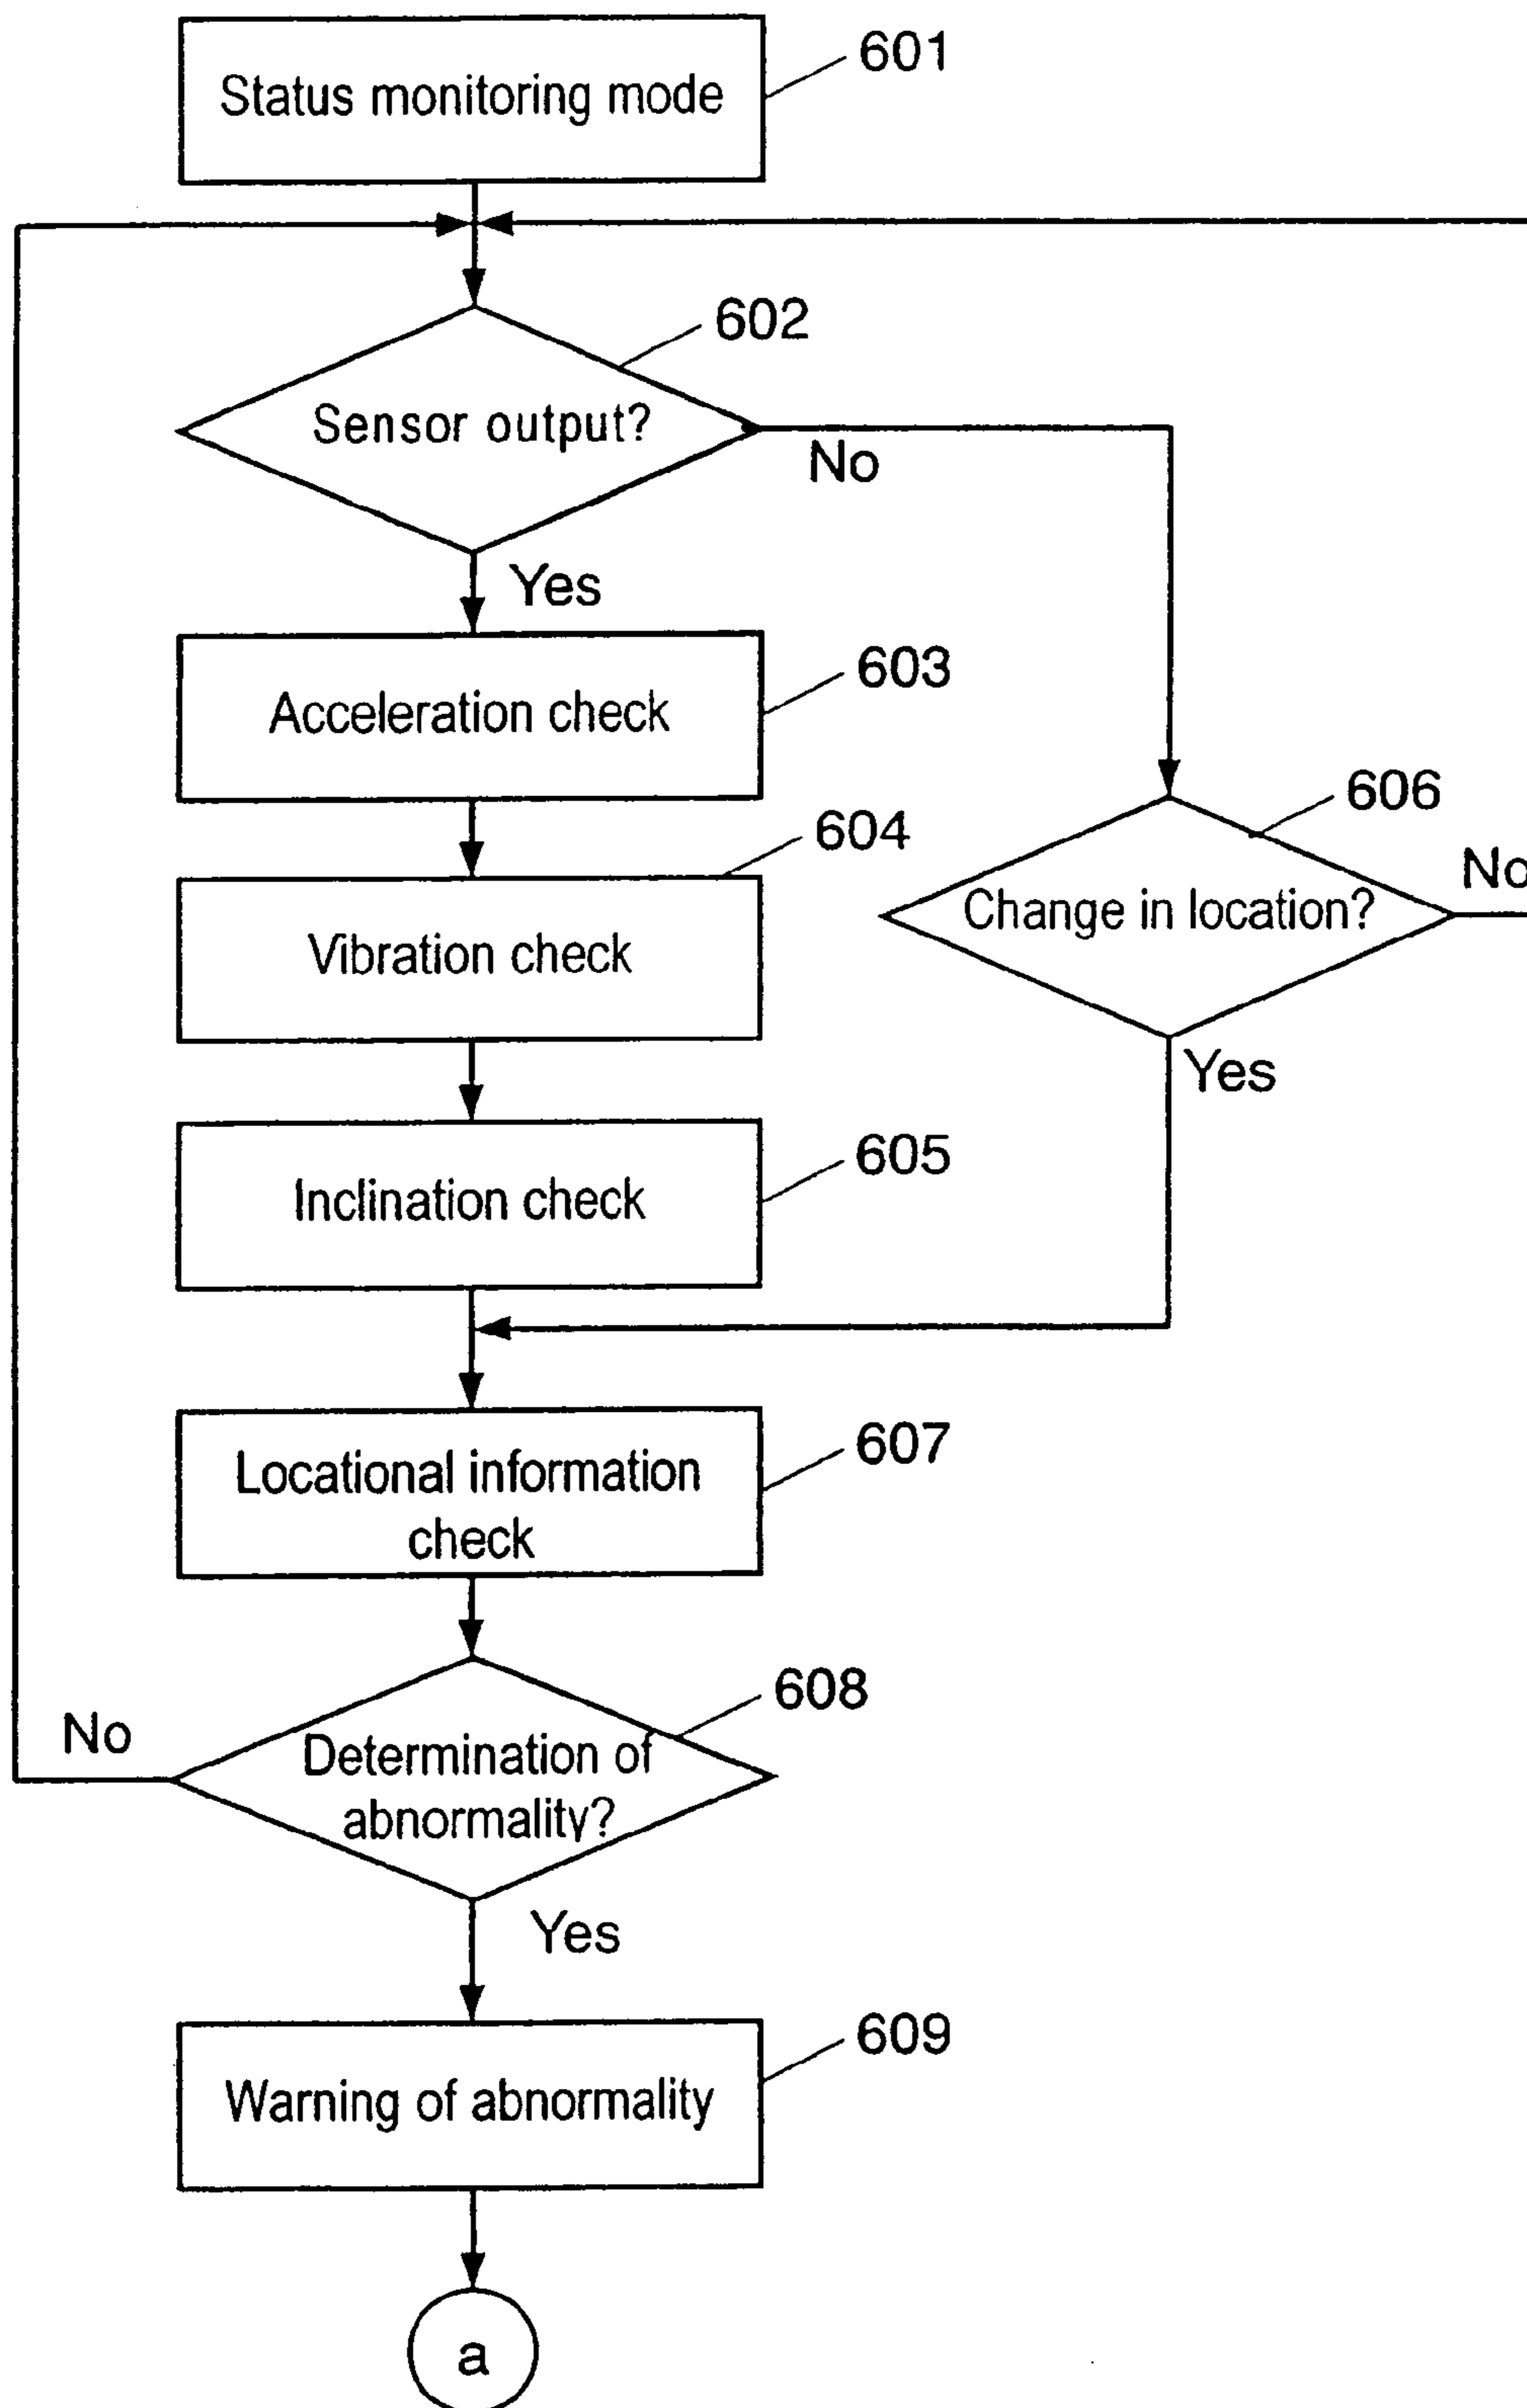 Status monitoring mode
601
602
Sensor output?
No
Yes
603
Acceleration check
604
606
Change in location?
No
Vibration check
Yes
605
Inclination check
607
Locational information
check
608
No
Determination of
abnormality?
Yes
609
Warning of abnormality
a